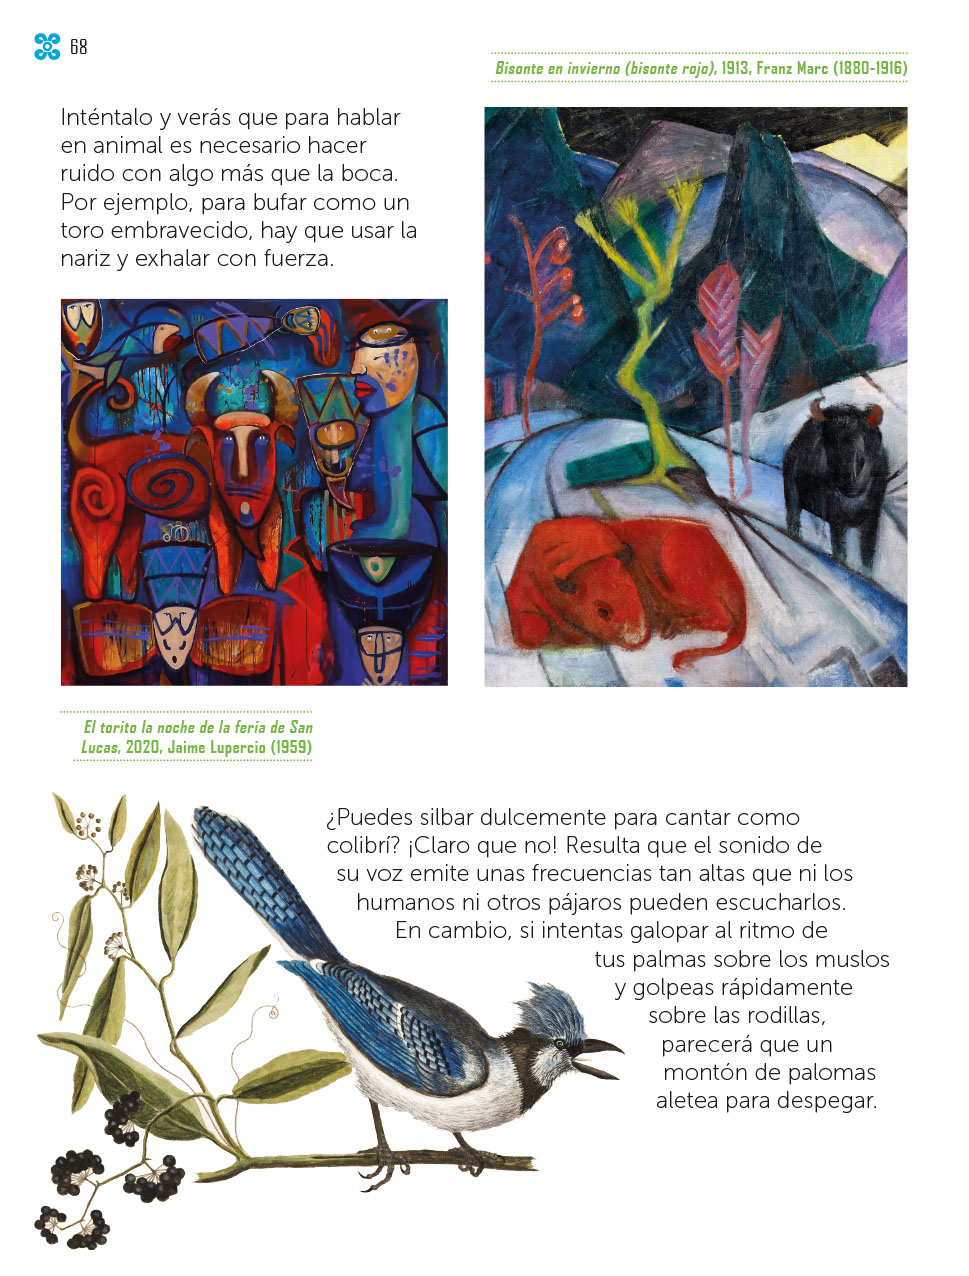 68
Bisonte en invierno (bisonte rojo), 1913, Franz Marc (1880-1916)
Inténtalo y verás que para hablar
en animal es necesario hacer
ruido con algo más que la boca.
Por ejemplo, para bufar como un
toro embravecido, hay que usar la
nariz y exhalar con fuerza.
El torito la noche de la feria de San
Lucas, 2020, Jaime Lupercio (1959)
¿Puedes silbar dulcemente para cantar como
colibrí? ¡Claro que no! Resulta que el sonido de
su voz emite unas frecuencias tan altas que ni los
humanos ni otros pájaros pueden escucharlos.
En cambio, si intentas galopar al ritmo de
tus palmas sobre los muslos
y golpeas rápidamente
sobre las rodillas,
parecerá que un
montón de palomas
aletea para despegar.